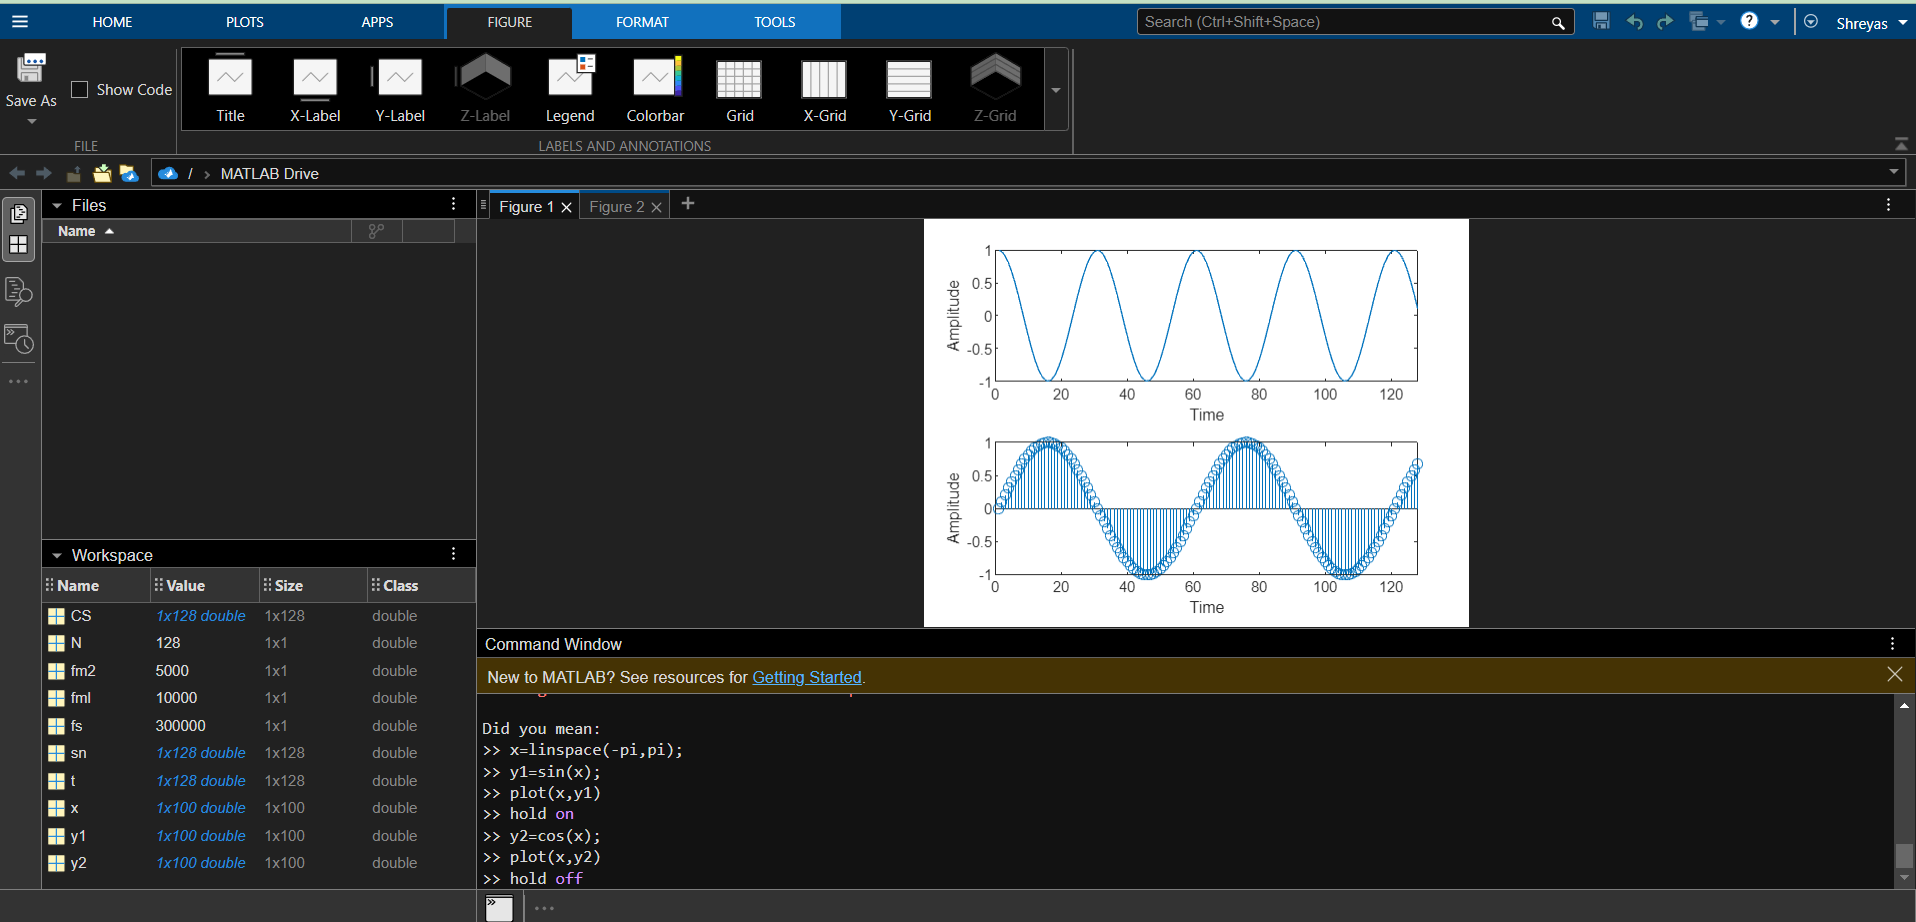 HOME PLOTS APPS FIGURE FORMAT TOOLS Search (Ctrl+Shift+Space) ? Shreyas
Save As
Show Code
Title X-Label Y-Label Z-Label Legend Colorbar Grid X-Grid Y-Grid Z-Grid
FILE LABELS AND ANNOTATIONS
/ › MATLAB Drive
Files
Name
Figure 1 × Figure 2 × +
1
0.5
0
-0.5
-1
Amplitude
0 20 40 60 80 100 120
Time
1
0.5
0
-0.5
-1
Amplitude
0 20 40 60 80 100 120
Time
Workspace
Name Value Size Class
CS 1x128 double 1x128 double
N 128 1x1 double
fm2 5000 1x1 double
fml 10000 1x1 double
fs 300000 1x1 double
sn 1x128 double 1x128 double
t 1x128 double 1x128 double
x 1x100 double 1x100 double
y1 1x100 double 1x100 double
y2 1x100 double 1x100 double
Command Window
New to MATLAB? See resources for Getting Started.
Did you mean:
>> x=linspace(-pi,pi);
>> y1=sin(x);
>> plot(x,y1)
>> hold on
>> y2=cos(x);
>> plot(x,y2)
>> hold off